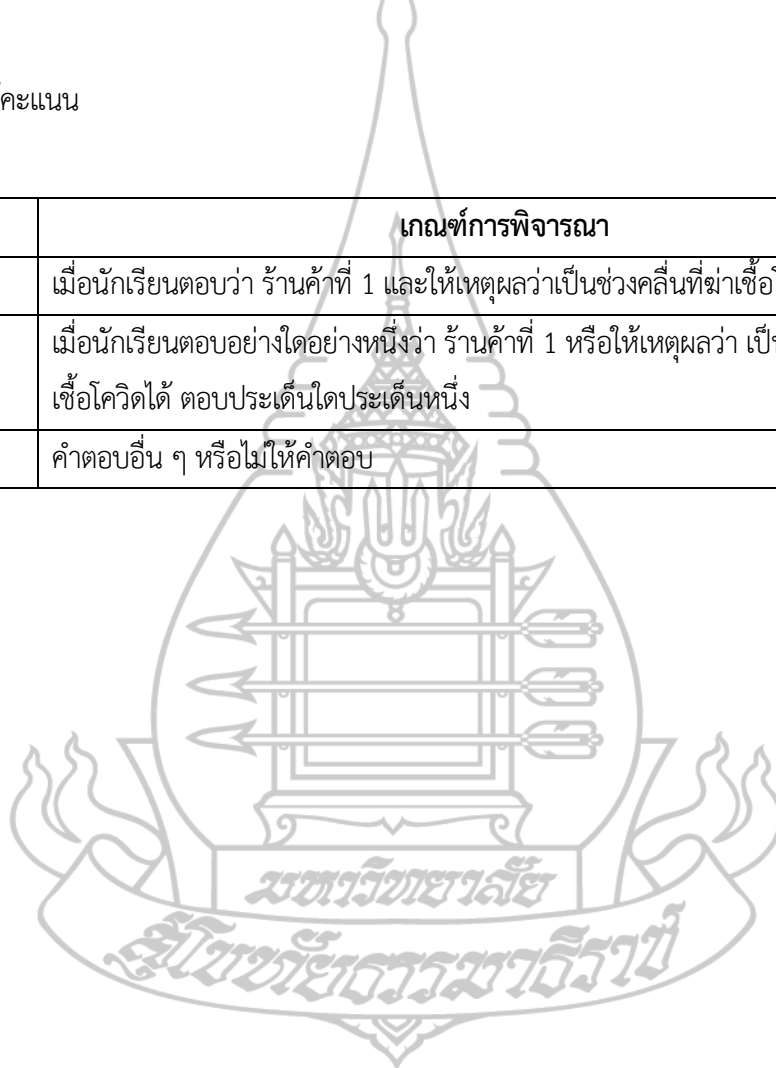 คะแนน
เกณฑ์การพิจารณา
เมื่อนักเรียนตอบว่า ร้านค้าที่ 1 และให้เหตุผลว่าเป็นช่วงคลื่นที่ฆ่าเชื้อ
เมื่อนักเรียนตอบอย่างใดอย่างหนึ่งว่า ร้านค้าที่ 1 หรือให้เหตุผลว่า
เชื้อโควิดได้ ตอบประเด็นใดประเด็นหนึ่ง
คำตอบอื่น ๆ หรือไม่ให้คำตอบ
มหาวิทยาลัย
สุโขทัยธรรมาธิราช